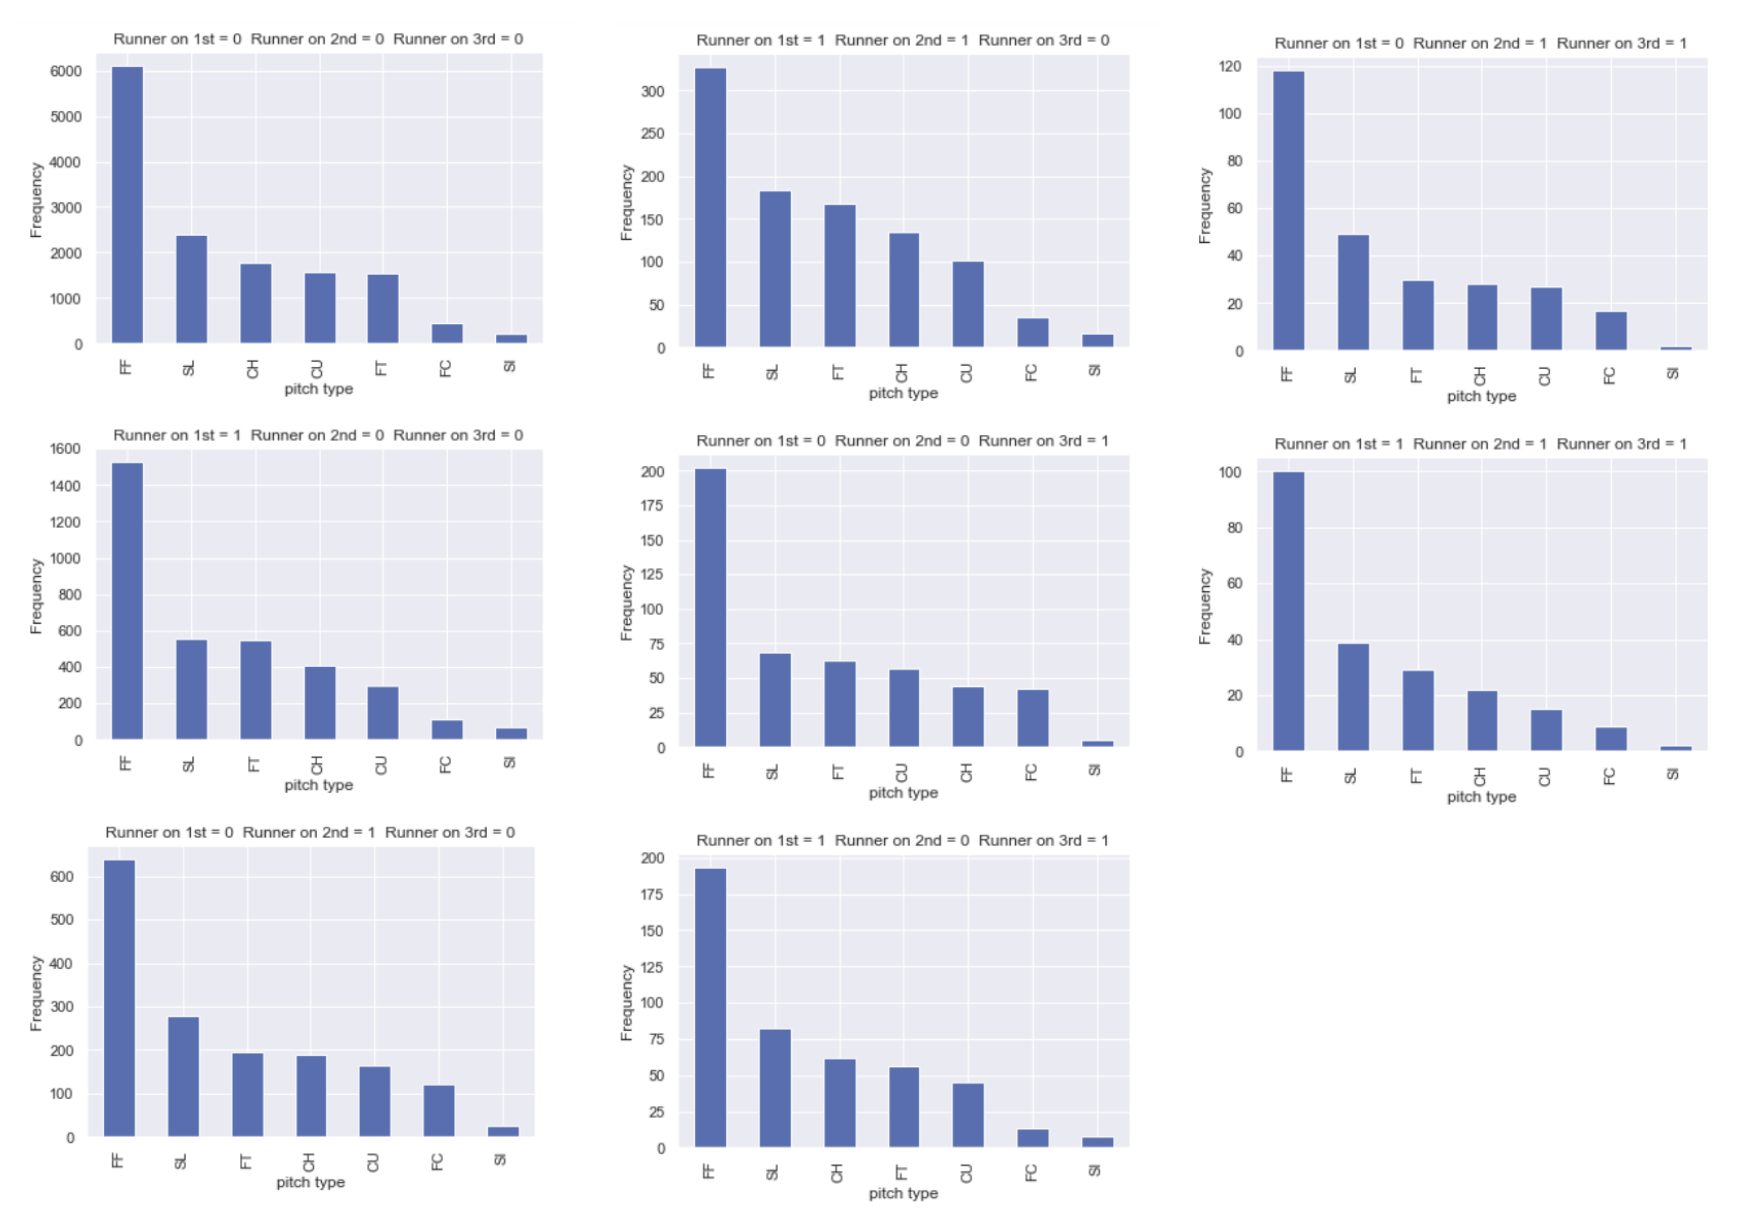 Runner on 1st = 0 Runner on 2nd = 0 Runner on 3rd = 0
6000
5000
4000
3000
2000
1000
0
Frequency
FF SL CH CU FT FC SI
pitch type
Runner on 1st = 1 Runner on 2nd = 0 Runner on 3rd = 0
1600
1400
1200
1000
800
600
400
200
0
Frequency
FF SL FT CH CU FC SI
pitch type
Runner on 1st = 0 Runner on 2nd = 1 Runner on 3rd = 0
600
500
400
300
200
100
0
Frequency
FF SL FT CH CU FC SI
pitch type
Runner on 1st = 1 Runner on 2nd = 1 Runner on 3rd = 0
300
250
200
150
100
50
0
Frequency
FF SL FT CH CU FC SI
pitch type
Runner on 1st = 0 Runner on 2nd = 0 Runner on 3rd = 1
200
175
150
125
100
75
50
25
0
Frequency
FF SL FT CU CH FC SI
pitch type
Runner on 1st = 1 Runner on 2nd = 0 Runner on 3rd = 1
200
175
150
125
100
75
50
25
0
Frequency
FF SL CH FT CU FC SI
pitch type
Runner on 1st = 0 Runner on 2nd = 1 Runner on 3rd = 1
120
100
80
60
40
20
0
Frequency
FF SL FT CH CU FC SI
pitch type
Runner on 1st = 1 Runner on 2nd = 1 Runner on 3rd = 1
100
80
60
40
20
0
Frequency
FF SL FT CH CU FC SI
pitch type